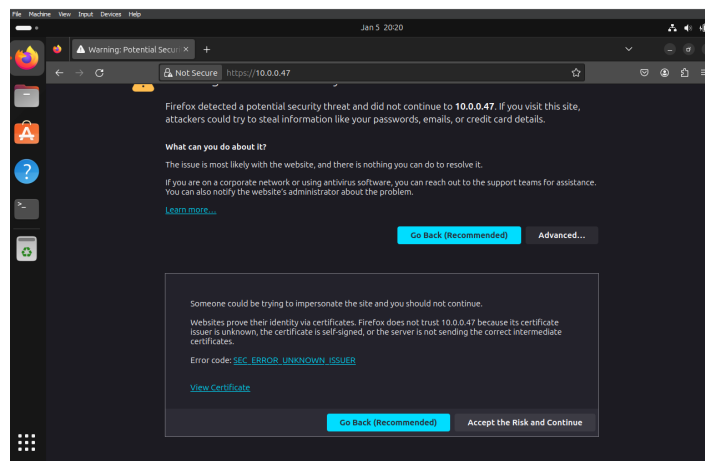 File Machine View Input Devices Help
Jan 5 20:20
Warning: Potential Securi
Not Secure https://10.0.0.47
Firefox detected a potential security threat and did not continue to 10.0.0.47. If you visit this site,
attackers could try to steal information like your passwords, emails, or credit card details.
What can you do about it?
The issue is most likely with the website, and there is nothing you can do to resolve it.
If you are on a corporate network or using antivirus software, you can reach out to the support teams for assistance.
You can also notify the website's administrator about the problem.
Learn more…
Go Back (Recommended) Advanced…
Someone could be trying to impersonate the site and you should not continue.
Websites prove their identity via certificates. Firefox does not trust 10.0.0.47 because its certificate
issuer is unknown, the certificate is self-signed, or the server is not sending the correct intermediate
certificates.
Error code: SEC_ERROR_UNKNOWN_ISSUER
View Certificate
Go Back (Recommended) Accept the Risk and Continue